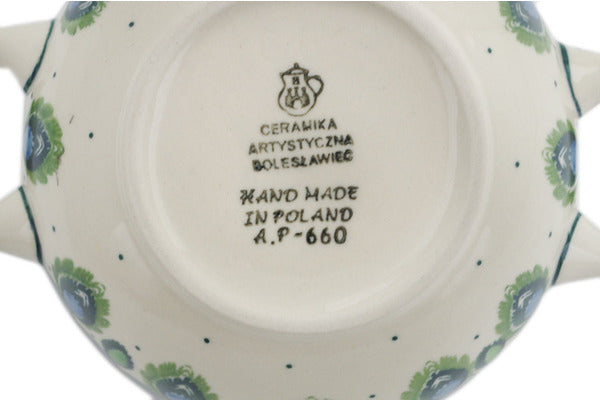 B
CERAMIKA
ARTYSTYCZNA
BOLESŁAWIEC
HAND MADE
IN POLAND
A.P-660